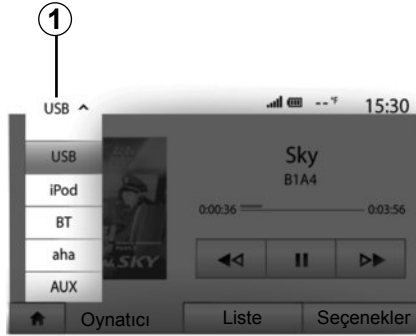 1
USB
--°F
15:30
USB
iPod
BT
aha
AUX
SKY
Sky
B1A4
0:00:36
0:03:56
Oynatıcı
Liste
Seçenekler